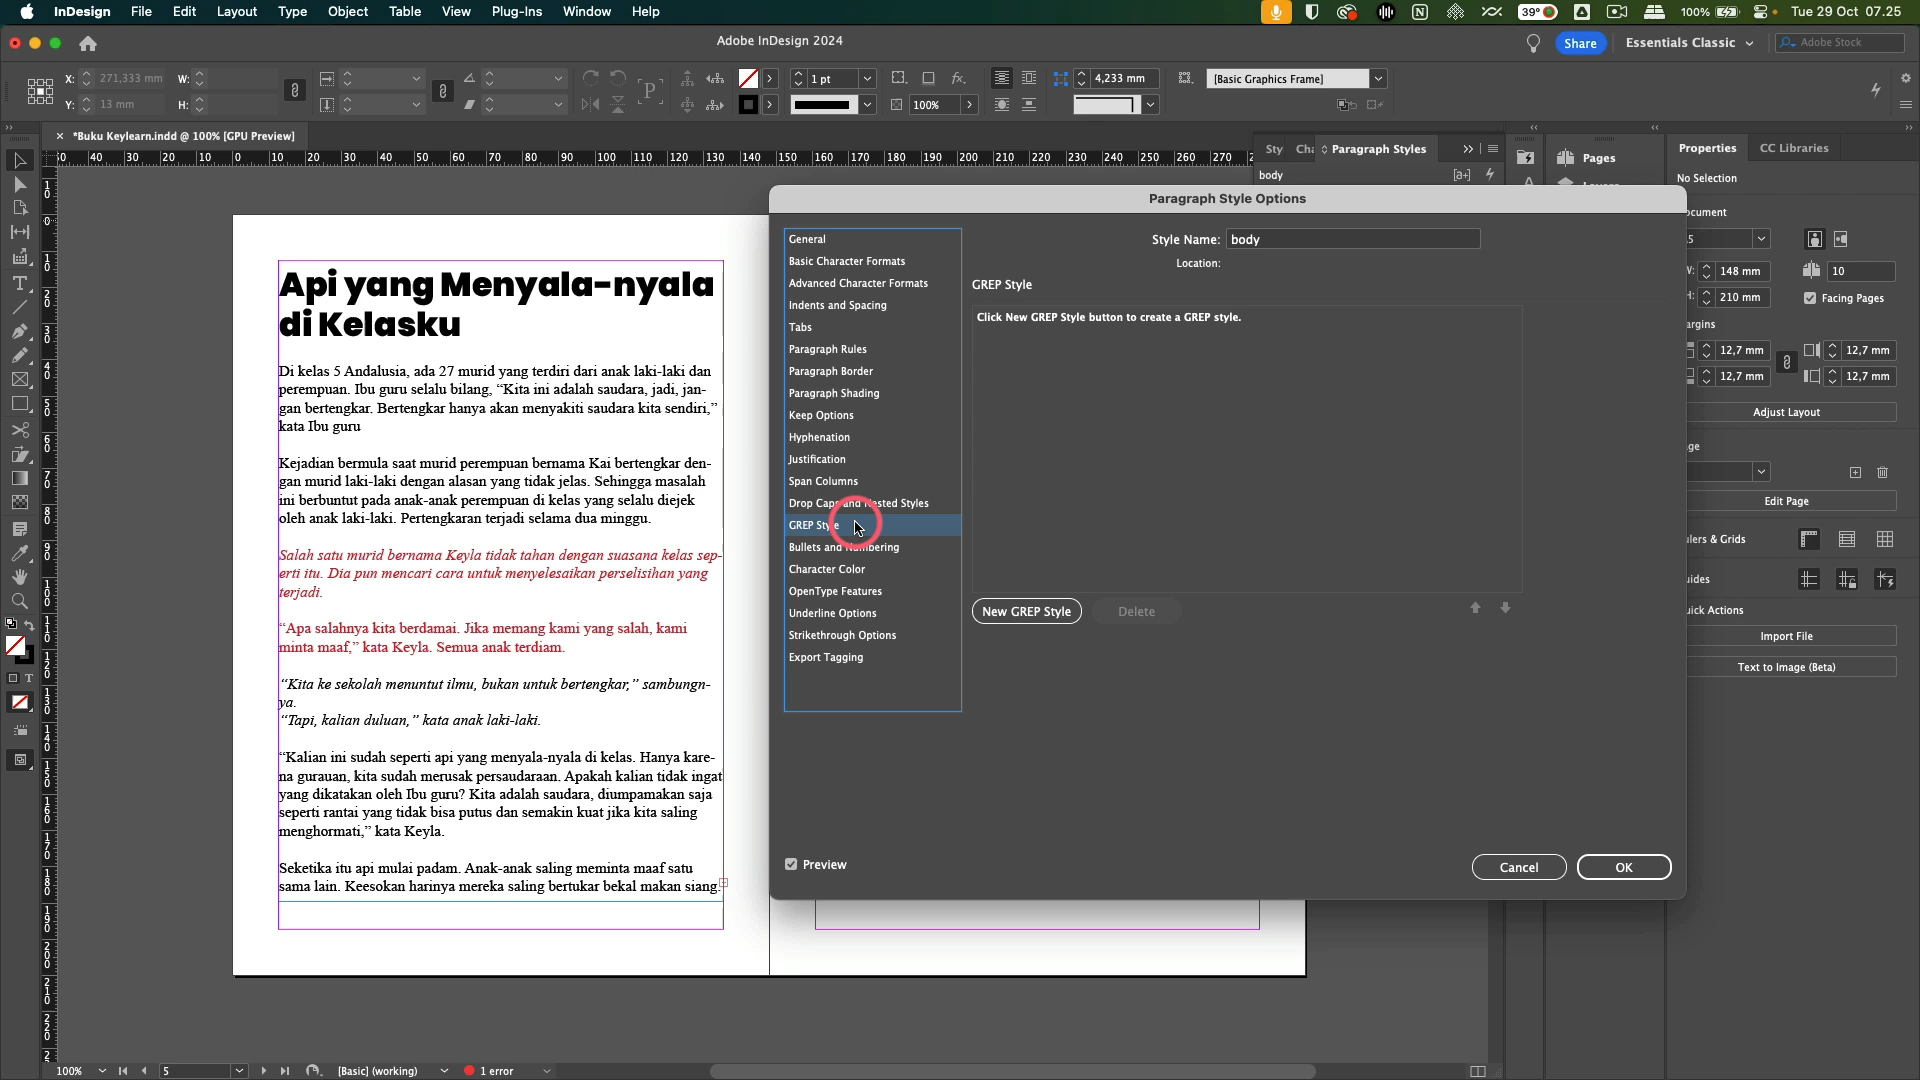 InDesign File Edit Layout Type Object Table View Plug-Ins Window Help 39° 100% Tue 29 Oct 07.25
Adobe InDesign 2024 Share Essentials Classic Adobe Stock
X: 271,333 mm W: 1 pt 4,233 mm [Basic Graphics Frame]
Y: 13 mm H: 100%
× *Buku Keylearn.indd @ 100% [GPU Preview]
Sty Cha Paragraph Styles
body
Pages
Properties CC Libraries
No Selection
Paragraph Style Options
General
Basic Character Formats
Advanced Character Formats
Indents and Spacing
Tabs
Paragraph Rules
Paragraph Border
Paragraph Shading
Keep Options
Hyphenation
Justification
Span Columns
Drop Caps and Nested Styles
GREP Style
Bullets and Numbering
Character Color
OpenType Features
Underline Options
Strikethrough Options
Export Tagging
Style Name: body
Location:
GREP Style
Click New GREP Style button to create a GREP style.
New GREP Style Delete
Preview
Cancel OK
Api yang Menyala-nyala
di Kelasku
Di kelas 5 Andalusia, ada 27 murid yang terdiri dari anak laki-laki dan
perempuan. Ibu guru selalu bilang, “Kita ini adalah saudara, jadi, jan-
gan bertengkar. Bertengkar hanya akan menyakiti saudara kita sendiri,”
kata Ibu guru
Kejadian bermula saat murid perempuan bernama Kai bertengkar den-
gan murid laki-laki dengan alasan yang tidak jelas. Sehingga masalah
ini berbuntut pada anak-anak perempuan di kelas yang selalu diejek
oleh anak laki-laki. Pertengkaran terjadi selama dua minggu.
Salah satu murid bernama Keyla tidak tahan dengan suasana kelas sep-
erti itu. Dia pun mencari cara untuk menyelesaikan perselisihan yang
terjadi.
“Apa salahnya kita berdamai. Jika memang kami yang salah, kami
minta maaf,” kata Keyla. Semua anak terdiam.
“Kita ke sekolah menuntut ilmu, bukan untuk bertengkar,” sambungn-
ya.
“Tapi, kalian duluan,” kata anak laki-laki.
“Kalian ini sudah seperti api yang menyala-nyala di kelas. Hanya kare-
na gurauan, kita sudah merusak persaudaraan. Apakah kalian tidak ingat
yang dikatakan oleh Ibu guru? Kita adalah saudara, diumpamakan saja
seperti rantai yang tidak bisa putus dan semakin kuat jika kita saling
menghormati,” kata Keyla.
Seketika itu api mulai padam. Anak-anak saling meminta maaf satu
sama lain. Keesokan harinya mereka saling bertukar bekal makan siang.
148 mm 10
210 mm Facing Pages
12,7 mm 12,7 mm
12,7 mm 12,7 mm
Adjust Layout
Edit Page
Import File
Text to Image (Beta)
100% 5 [Basic] (working) 1 error